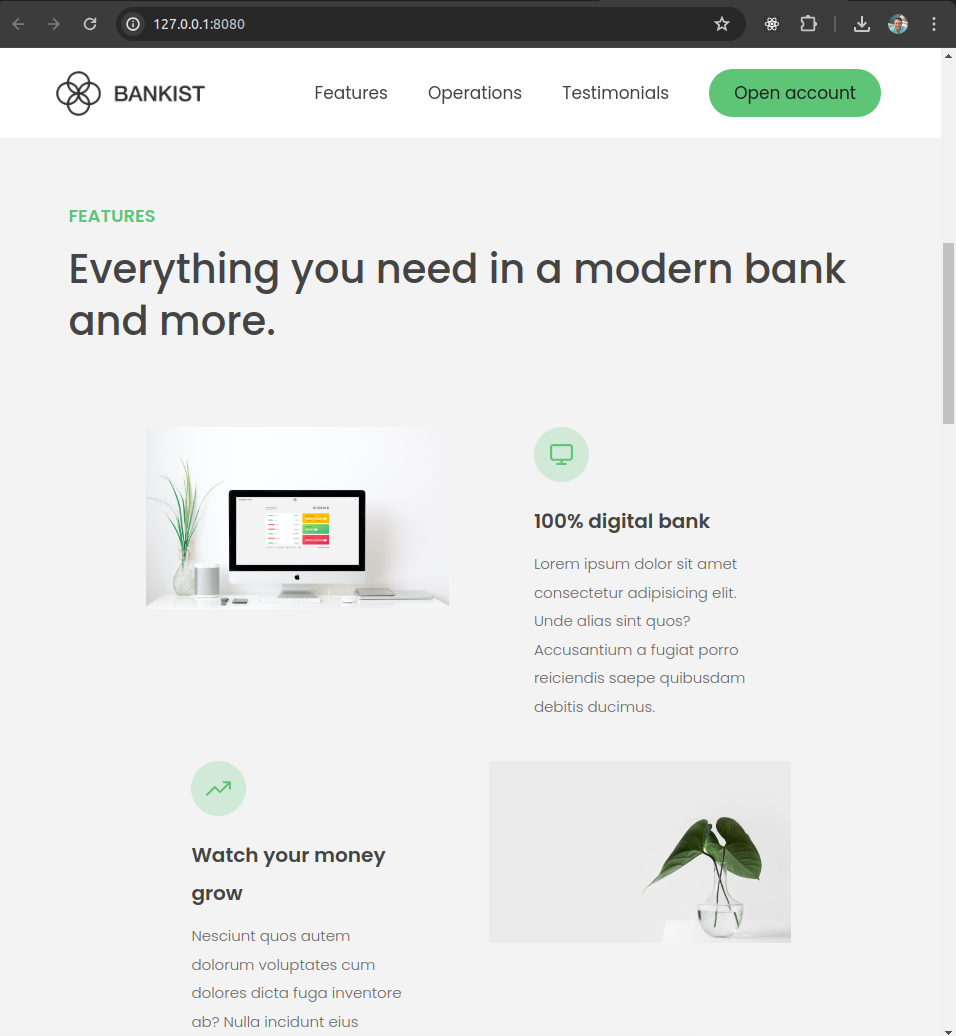 127.0.0.1:8080
BANKIST
Features
Operations
Testimonials
Open account
FEATURES
Everything you need in a modern bank
and more.
100% digital bank
Lorem ipsum dolor sit amet
consectetur adipisicing elit.
Unde alias sint quos?
Accusantium a fugiat porro
reiciendis saepe quibusdam
debitis ducimus.
Watch your money
grow
Nesciunt quos autem
dolorum voluptates cum
dolores dicta fuga inventore
ab? Nulla incidunt eius